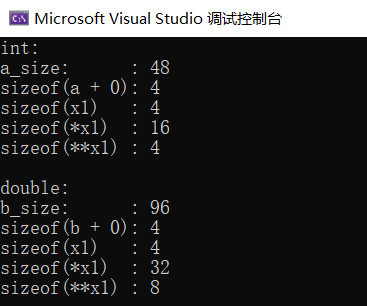 Microsoft Visual Studio 调试控制台
int:
a_size:       : 48
sizeof(a + 0): 4
sizeof(x1)   : 4
sizeof(*x1)  : 16
sizeof(**x1) : 4
double:
b_size:       : 96
sizeof(b + 0): 4
sizeof(x1)   : 4
sizeof(*x1)  : 32
sizeof(**x1) : 8